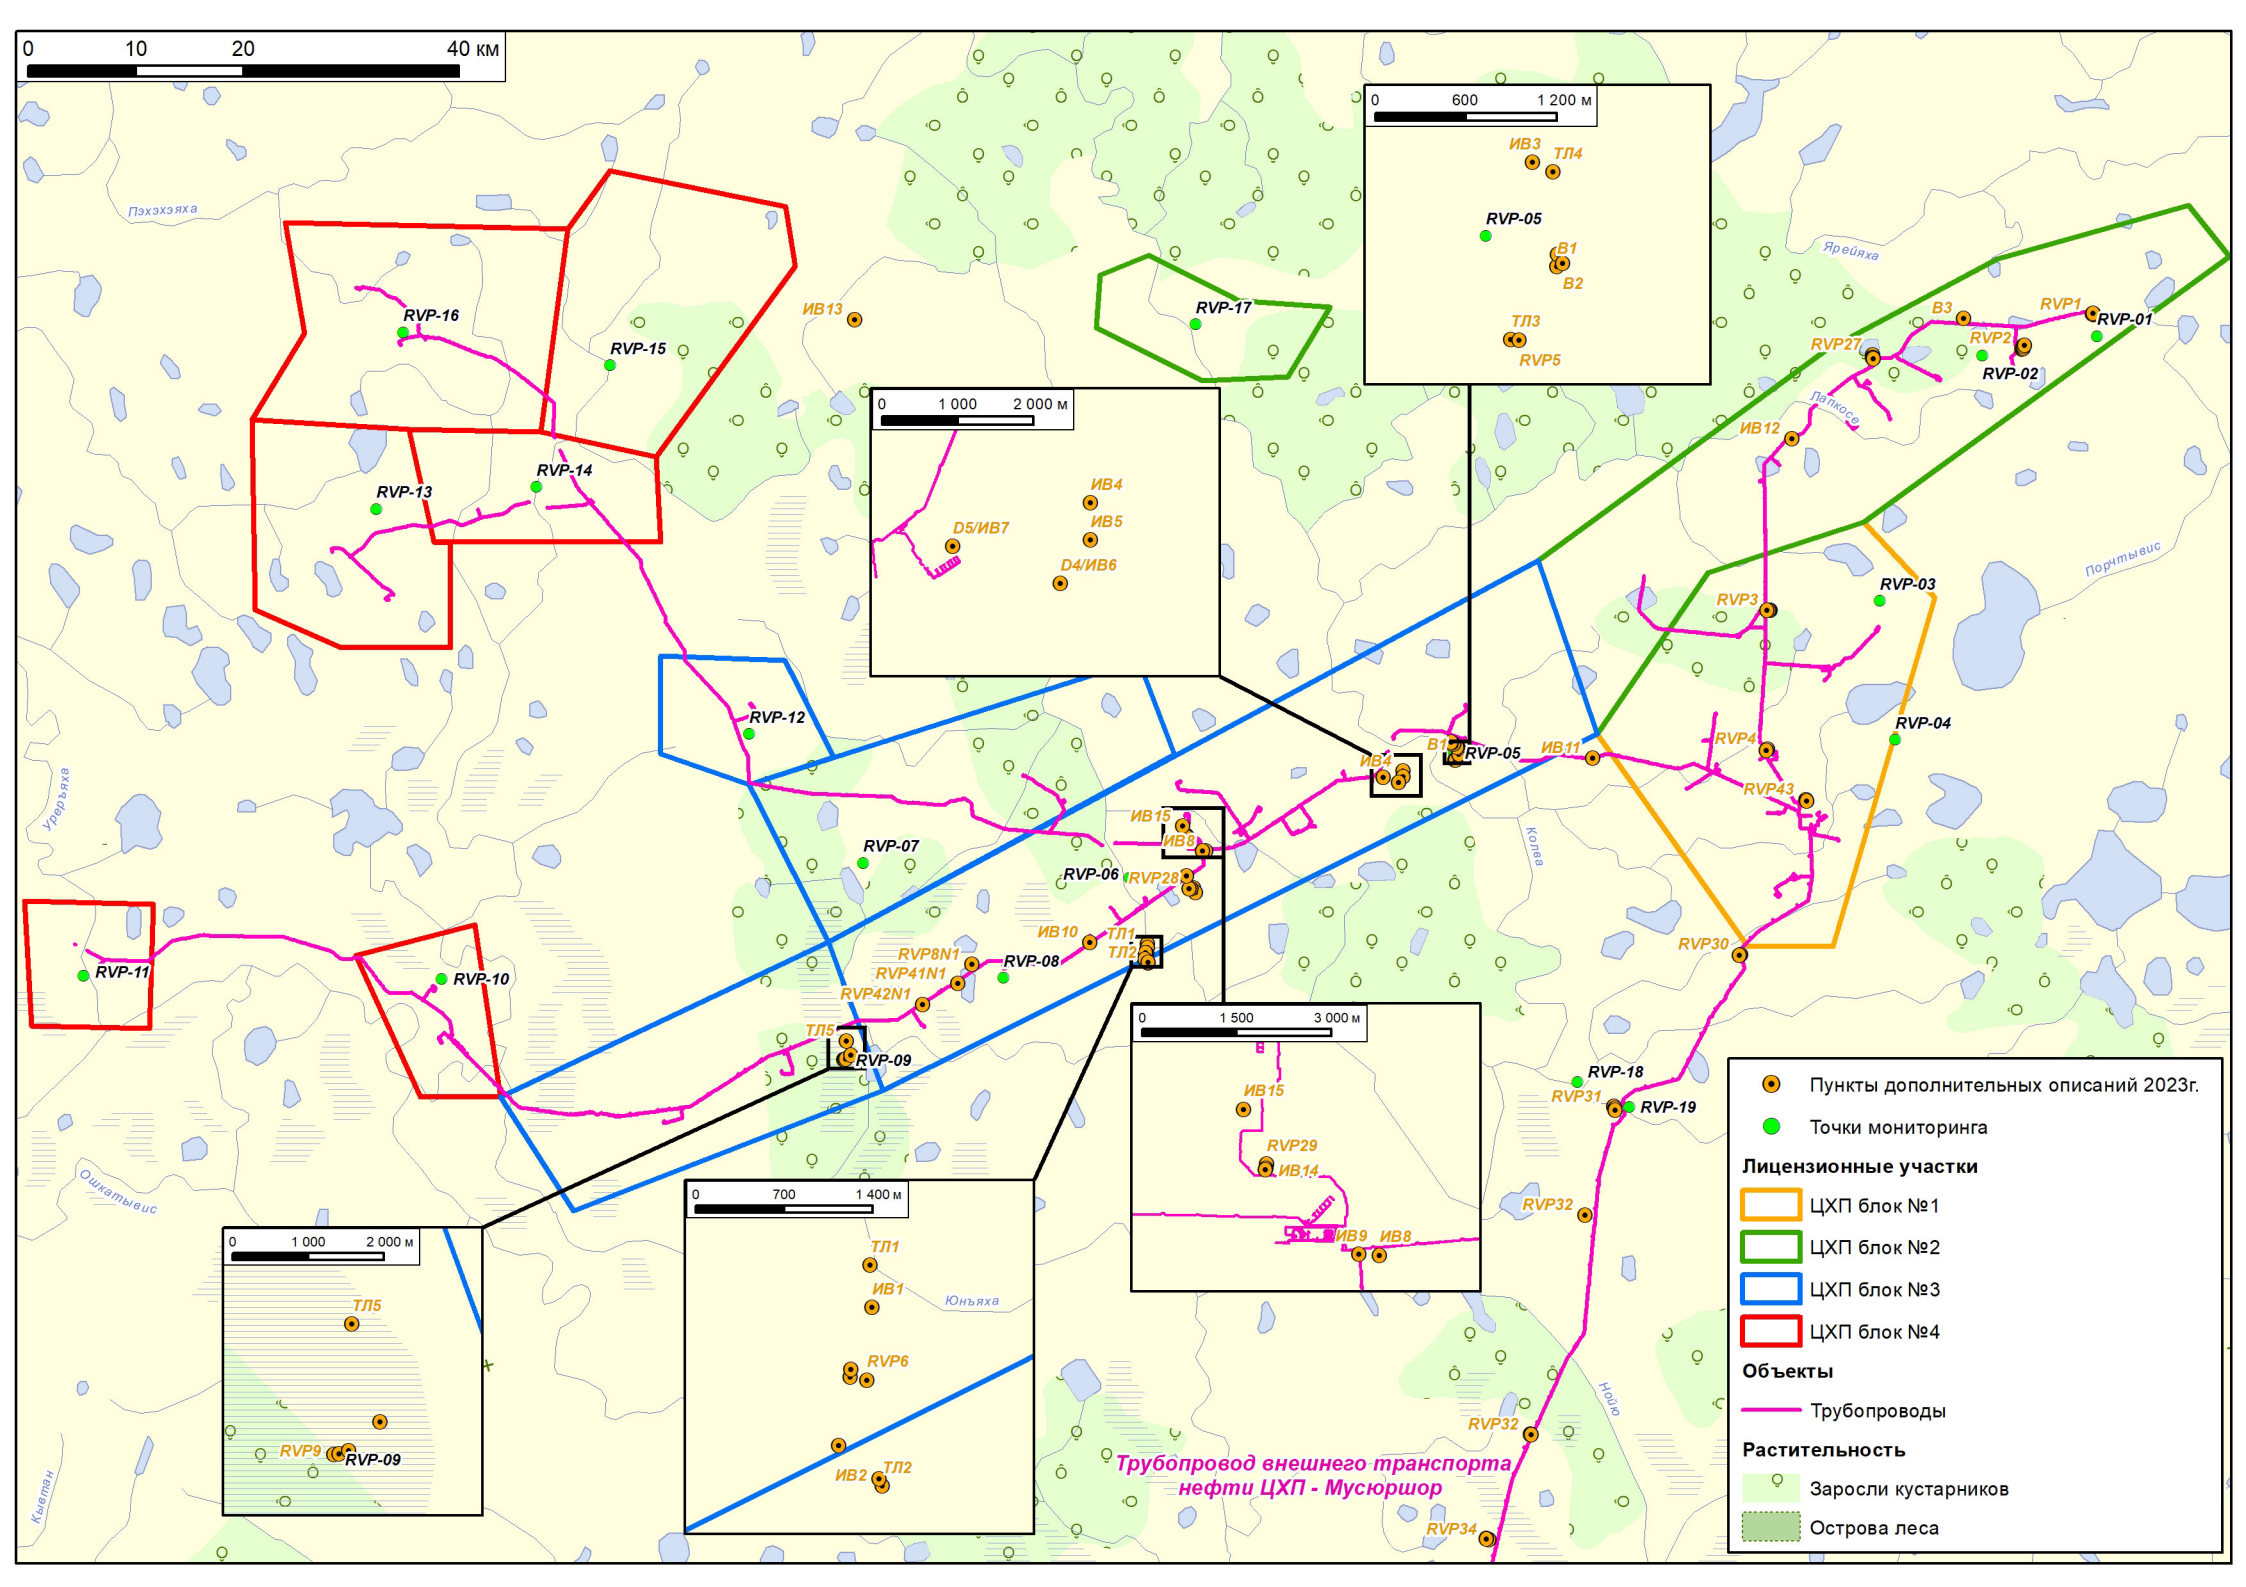 0 10 20 40 км
0 600 1 200 м
ИВ3
ТЛ4
RVP-05
В1
В2
ТЛ3
RVP5
Пэхэхэяха
Ярейяха
ИВ13
RVP-17
RVP-16
RVP-15
В3
RVP1
RVP-01
RVP27
RVP2
RVP-02
Лапкосе
ИВ12
0 1 000 2 000 м
ИВ4
ИВ5
D5/ИВ7
D4/ИВ6
RVP-14
RVP-13
Порчтывис
RVP-03
RVP3
RVP-12
RVP-04
RVP4
В1
RVP-05
ИВ11
ИВ4
RVP43
Уреръяха
ИВ15
ИВ8
Колва
RVP-07
RVP-06
RVP28
ИВ10
ТЛ1
ТЛ2
RVP30
RVP8N1
RVP-08
RVP41N1
RVP42N1
RVP-11
RVP-10
ТЛ5
RVP-09
0 1 500 3 000 м
ИВ15
RVP29
ИВ14
ИВ9
ИВ8
RVP-18
RVP31
RVP-19
RVP32
Ошкатывис
0 700 1 400 м
ТЛ1
ИВ1
Юнъяха
RVP6
ИВ2
ТЛ2
0 1 000 2 000 м
ТЛ5
RVP9
RVP-09
Кывтан
Нойю
RVP32
Трубопровод внешнего транспорта
нефти ЦХП - Мусюршор
RVP34
Пункты дополнительных описаний 2023г.
Точки мониторинга
Лицензионные участки
ЦХП блок №1
ЦХП блок №2
ЦХП блок №3
ЦХП блок №4
Объекты
Трубопроводы
Растительность
Заросли кустарников
Острова леса